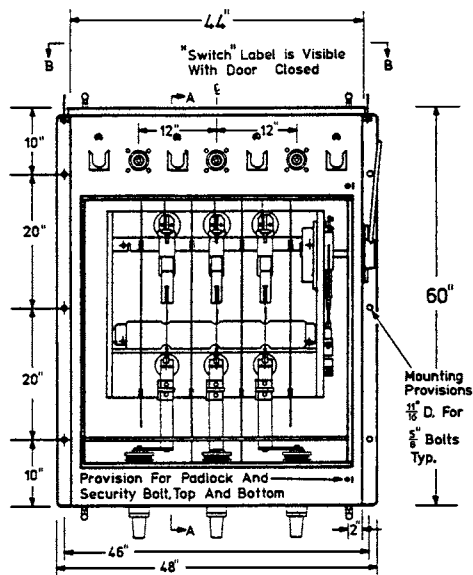 44"
B
B
"Switch" Label is Visible
With Door Closed
A
℄
10"
12"
12"
20"
60"
20"
Mounting
Provisions
11/16" D. For
5/8" Bolts
Typ.
10"
Provision For Padlock And
Security Bolt, Top And Bottom
A
2"
46"
48"